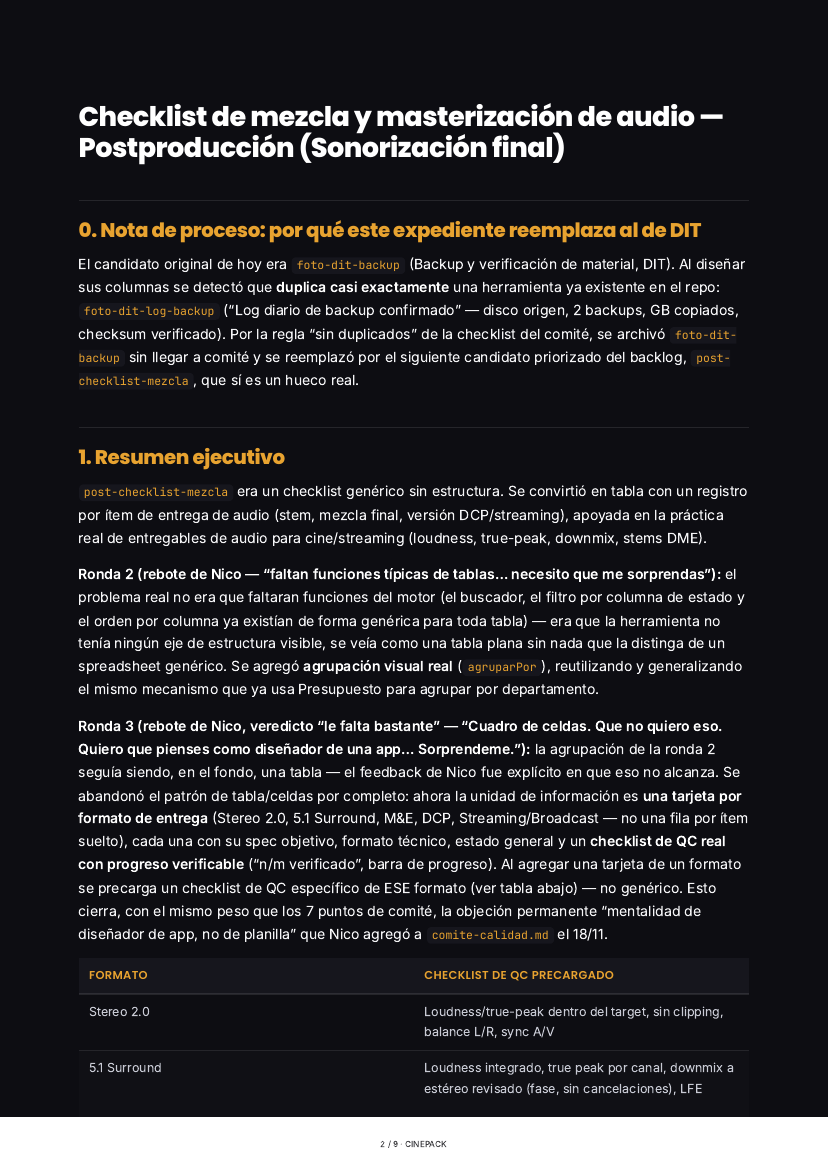 Checklist de mezcla y masterización de audio —
Postproducción (Sonorización final)
0. Nota de proceso: por qué este expediente reemplaza al de DIT
El candidato original de hoy era foto-dit-backup (Backup y verificación de material, DIT). Al diseñar
sus columnas se detectó que duplica casi exactamente una herramienta ya existente en el repo:
foto-dit-log-backup (“Log diario de backup confirmado” — disco origen, 2 backups, GB copiados,
checksum verificado). Por la regla “sin duplicados” de la checklist del comité, se archivó foto-dit-
backup sin llegar a comité y se reemplazó por el siguiente candidato priorizado del backlog, post-
checklist-mezcla, que sí es un hueco real.
1. Resumen ejecutivo
post-checklist-mezcla era un checklist genérico sin estructura. Se convirtió en tabla con un registro
por ítem de entrega de audio (stem, mezcla final, versión DCP/streaming), apoyada en la práctica
real de entregables de audio para cine/streaming (loudness, true-peak, downmix, stems DME).
Ronda 2 (rebote de Nico — “faltan funciones típicas de tablas… necesito que me sorprendas”): el
problema real no era que faltaran funciones del motor (el buscador, el filtro por columna de estado y
el orden por columna ya existían de forma genérica para toda tabla) — era que la herramienta no
tenía ningún eje de estructura visible, se veía como una tabla plana sin nada que la distinga de un
spreadsheet genérico. Se agregó agrupación visual real ( agruparPor ), reutilizando y generalizando
el mismo mecanismo que ya usa Presupuesto para agrupar por departamento.
Ronda 3 (rebote de Nico, veredicto “le falta bastante” — “Cuadro de celdas. Que no quiero eso.
Quiero que pienses como diseñador de una app… Sorprendeme.”): la agrupación de la ronda 2
seguía siendo, en el fondo, una tabla — el feedback de Nico fue explícito en que eso no alcanza. Se
abandonó el patrón de tabla/celdas por completo: ahora la unidad de información es una tarjeta por
formato de entrega (Stereo 2.0, 5.1 Surround, M&E, DCP, Streaming/Broadcast — no una fila por ítem
suelto), cada una con su spec objetivo, formato técnico, estado general y un checklist de QC real
con progreso verificable (“n/m verificado”, barra de progreso). Al agregar una tarjeta de un formato
se precarga un checklist de QC específico de ESE formato (ver tabla abajo) — no genérico. Esto
cierra, con el mismo peso que los 7 puntos de comité, la objeción permanente “mentalidad de
diseñador de app, no de planilla” que Nico agregó a comite-calidad.md el 18/11.
FORMATO CHECKLIST DE QC PRECARGADO
Stereo 2.0 Loudness/true-peak dentro del target, sin clipping,
balance L/R, sync A/V
5.1 Surround Loudness integrado, true peak por canal, downmix a
estéreo revisado (fase, sin cancelaciones), LFE
2 / 9 · CINEPACK